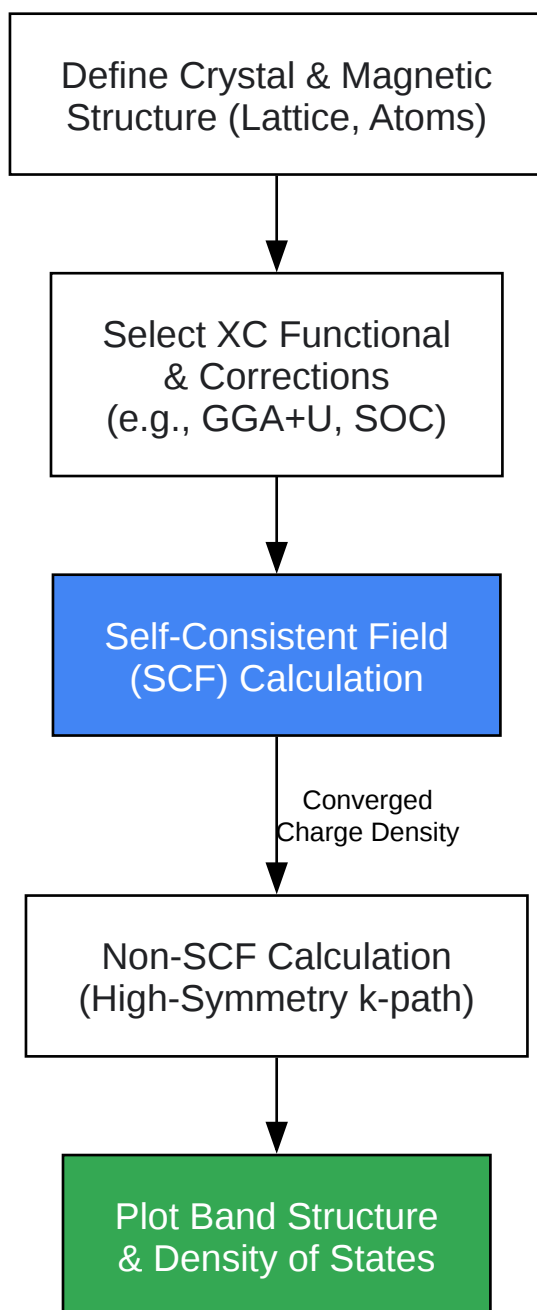 Define Crystal & Magnetic
Structure (Lattice, Atoms)
Select XC Functional
& Corrections
(e.g., GGA+U, SOC)
Self-Consistent Field
(SCF) Calculation
Converged
Charge Density
Non-SCF Calculation
(High-Symmetry k-path)
Plot Band Structure
& Density of States